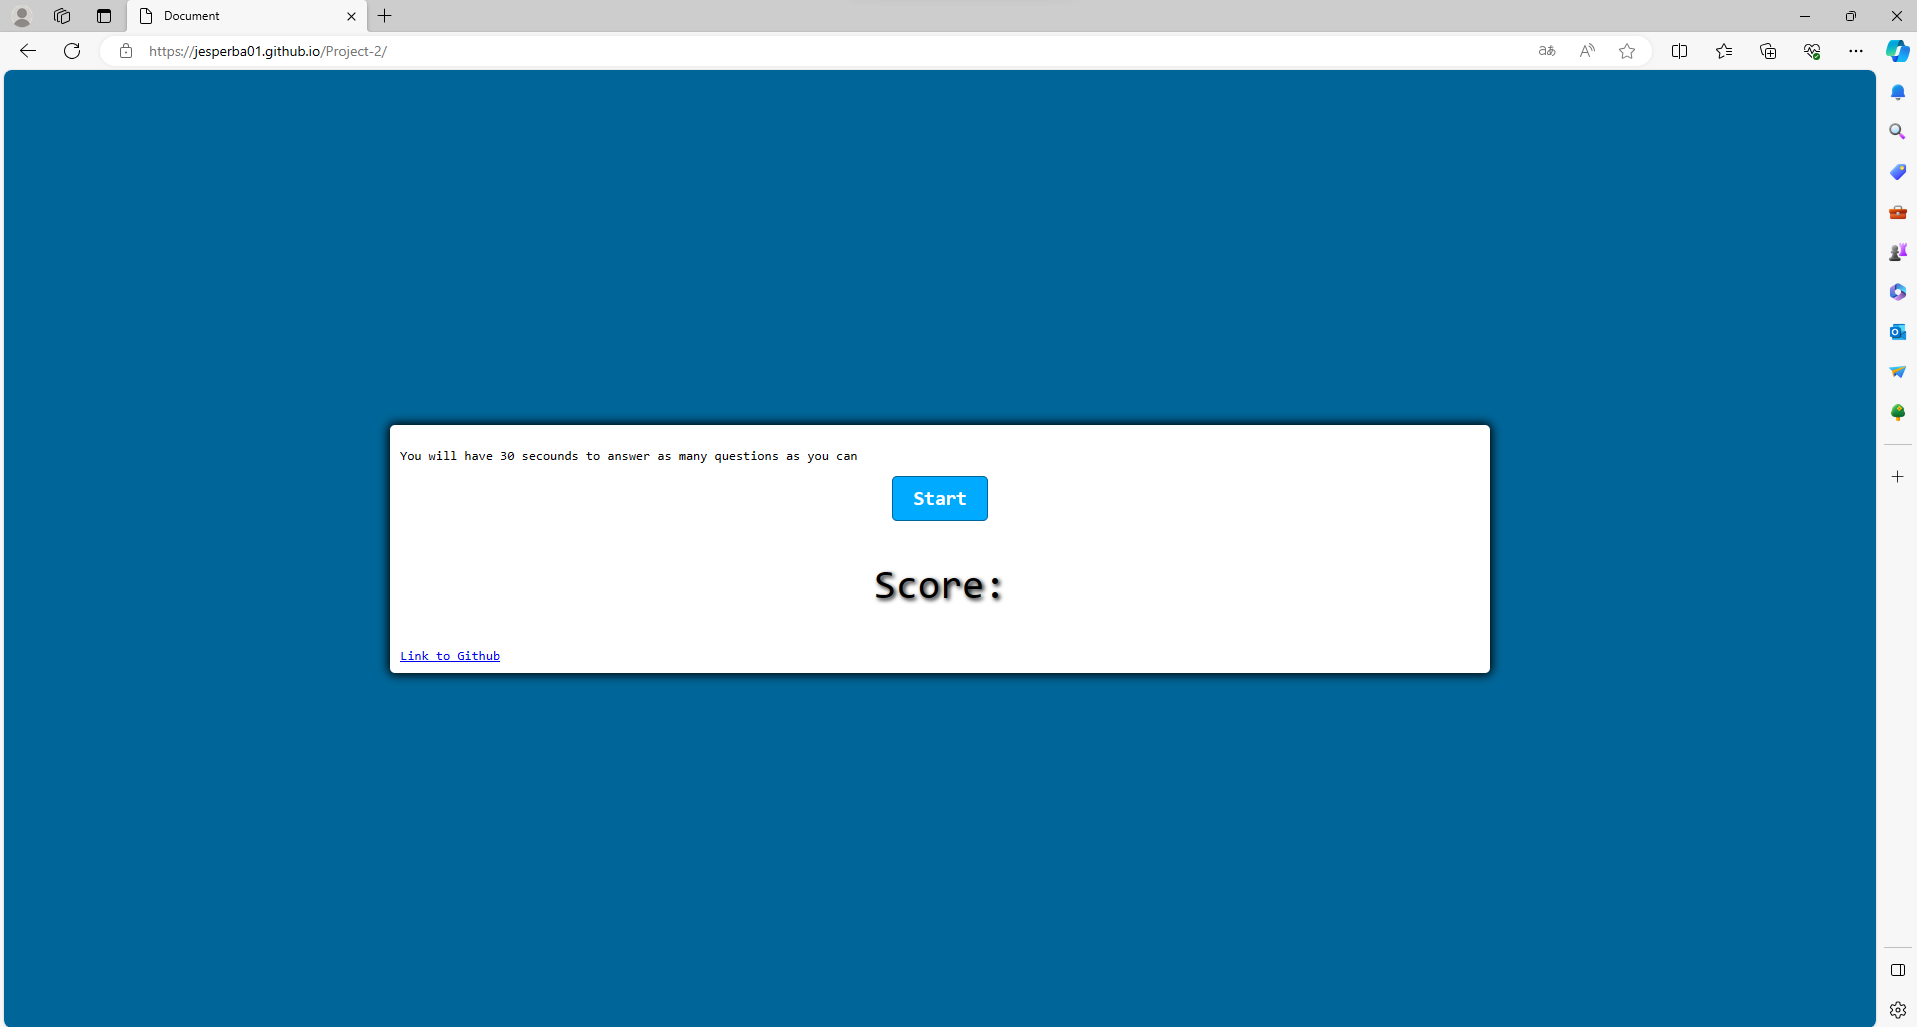 Document
https://jesperba01.github.io/Project-2/
You will have 30 secounds to answer as many questions as you can
Start
Score:
Link to Github